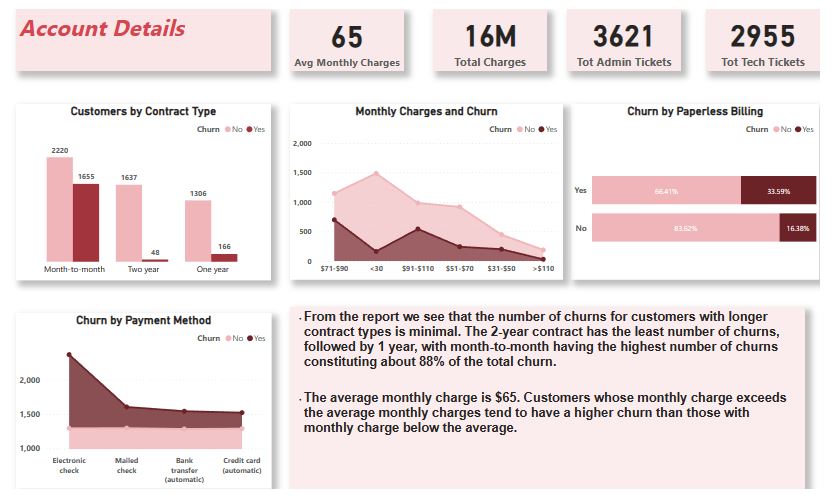 Account Details
65
Avg Monthly Charges
16M
Total Charges
3621
Tot Admin Tickets
2955
Tot Tech Tickets
Customers by Contract Type
Churn No Yes
2220
1655
1637
48
1306
166
Month-to-month Two year One year
Monthly Charges and Churn
Churn No Yes
2,000
1,500
1,000
500
0
$71-$90 <30 $91-$110 $51-$70 $31-$50 >$110
Churn by Paperless Billing
Churn No Yes
Yes 66.41% 33.59%
No 83.62% 16.38%
Churn by Payment Method
Churn No Yes
2,000
1,500
1,000
Electronic check
Mailed check
Bank transfer (automatic)
Credit card (automatic)
. From the report we see that the number of churns for customers with longer
contract types is minimal. The 2-year contract has the least number of churns,
followed by 1 year, with month-to-month having the highest number of churns
constituting about 88% of the total churn.
. The average monthly charge is $65. Customers whose monthly charge exceeds
the average monthly charges tend to have a higher churn than those with
monthly charge below the average.